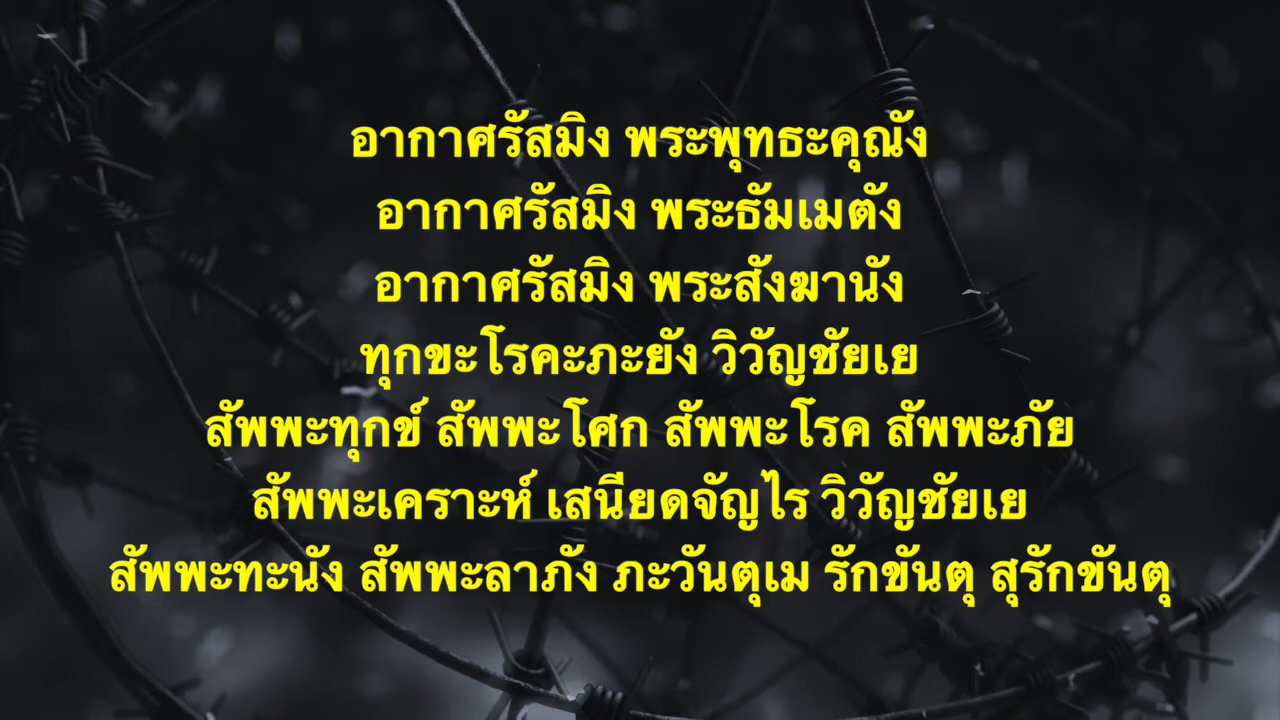 อากาศรัสมิง พระพุทธะคุณัง
อากาศรัสมิง พระธัมเมตัง
อากาศรัสมิง พระสังฆานัง
ทุกขะโรคะภะยัง วิวัญชัยเย
สัพพะทุกข์ สัพพะโศก สัพพะโรค สัพพะภัย
สัพพะเคราะห์ เสนียดจัญไร วิวัญชัยเย
สัพพะทะนัง สัพพะลาภัง ภะวันตุเม รักขันตุ สุรักขันตุ